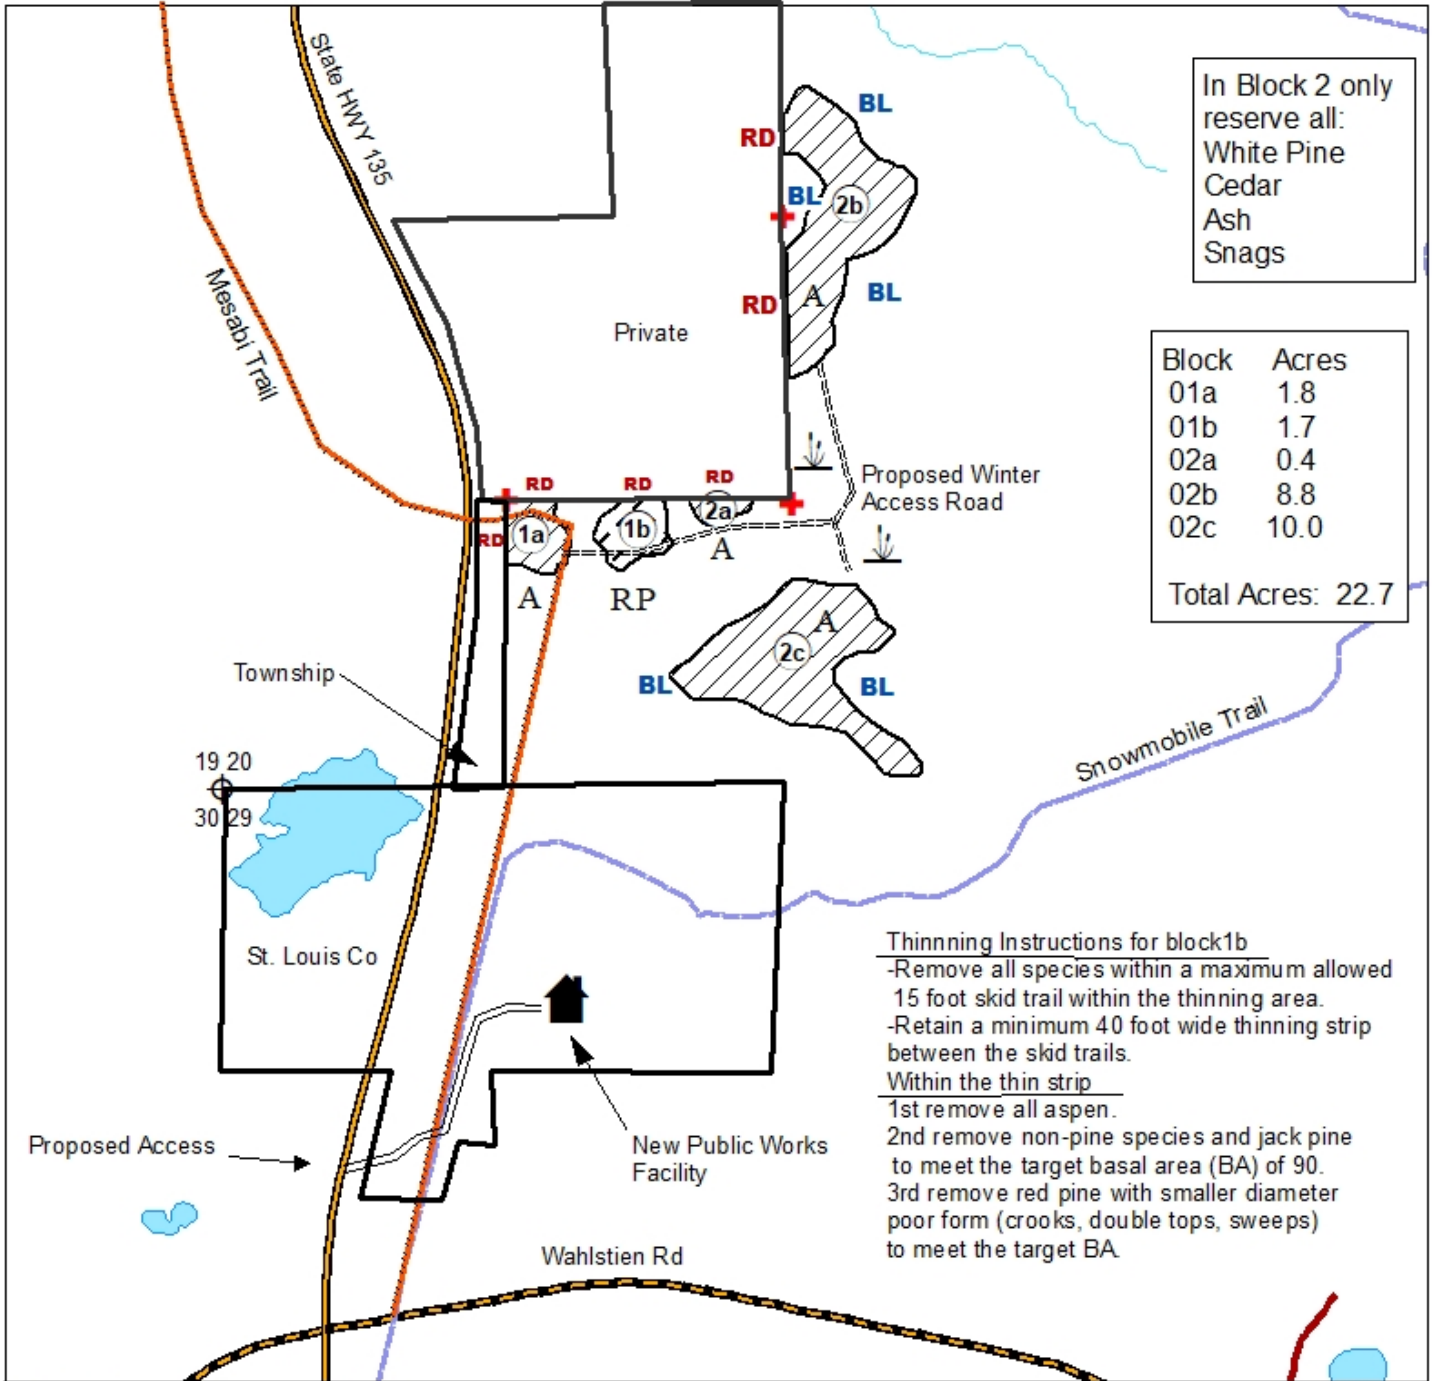 State HWY 135
Mesabi Trail
In Block 2 only
reserve all:
White Pine
Cedar
Ash
Snags
BL
RD
BL
2b
RD
A
BL
Private
Block Acres
01a 1.8
01b 1.7
02a 0.4
02b 8.8
02c 10.0
Total Acres: 22.7
Proposed Winter
Access Road
RD
RD
RD
RD
1a
1b
2a
A
A
RP
A
2c
BL
BL
Township
Snowmobile Trail
19 20
30 29
St. Louis Co
Thinnning Instructions for block1b
-Remove all species within a maximum allowed
15 foot skid trail within the thinning area.
-Retain a minimum 40 foot wide thinning strip
between the skid trails.
Within the thin strip
1st remove all aspen.
2nd remove non-pine species and jack pine
to meet the target basal area (BA) of 90.
3rd remove red pine with smaller diameter
poor form (crooks, double tops, sweeps)
to meet the target BA.
Proposed Access
New Public Works
Facility
Wahlstien Rd